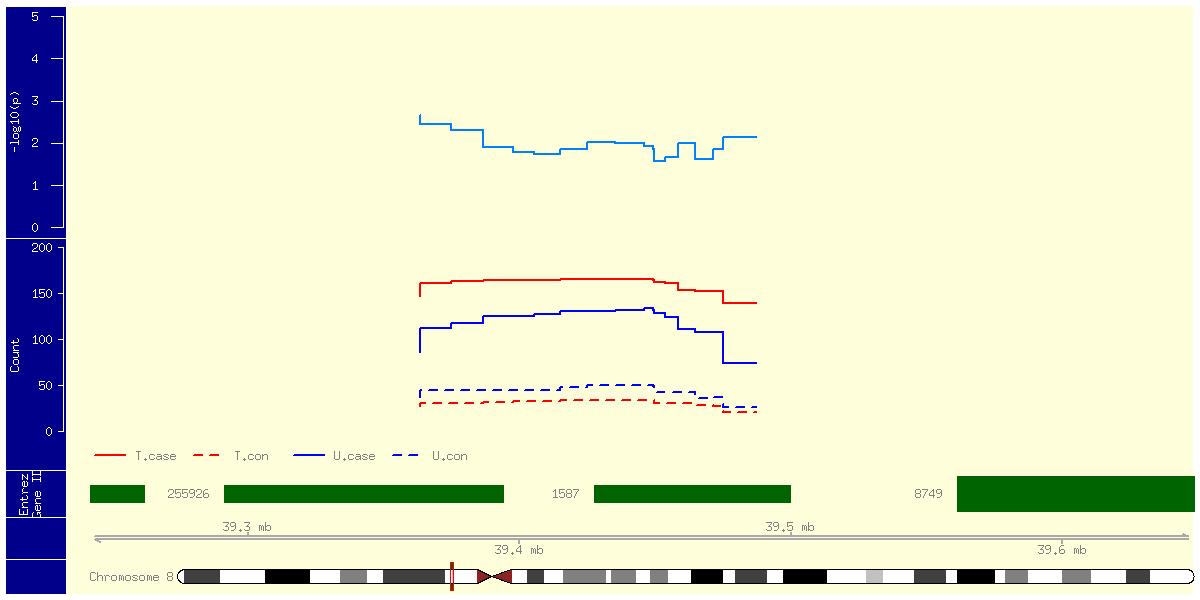 5
4
3
2
1
0
-log10(p)
200
150
100
50
0
Count
T.case T.con U.case U.con
Entrez
Gene ID
255926 1587 8749
39.3 mb 39.5 mb
39.4 mb 39.6 mb
Chromosome 8